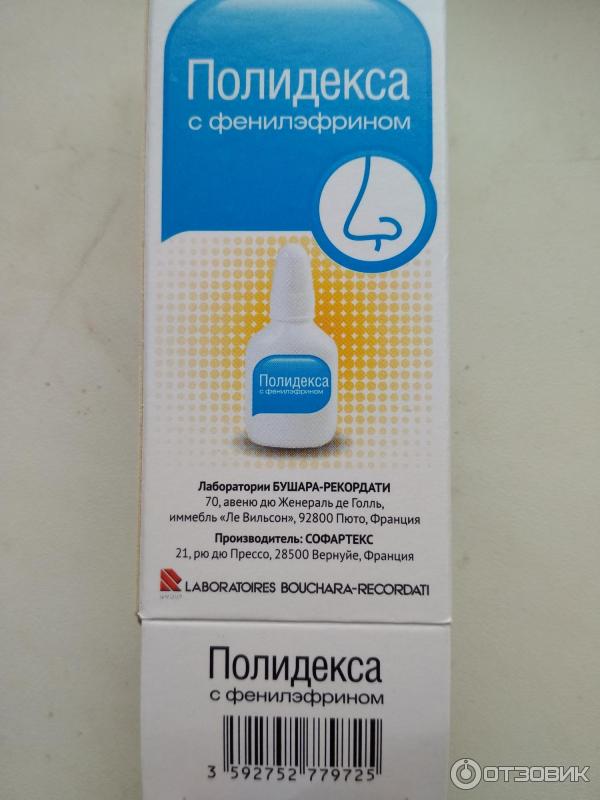 Полидекса
с фенилэфрином
Полидекса
с фенилэфрином
Лаборатории БУШАРА-РЕКОРДАТИ
70, авеню дю Женераль де Голль,
иммебль «Ле Вильсон», 92800 Пюто, Франция
Производитель: СОФАРТЕКС
21, рю дю Прессо, 28500 Вернуйе, Франция
LABORATOIRES BOUCHARA-RECORDATI
Полидекса
с фенилэфрином
3 592752 779725
ОТЗОВИК